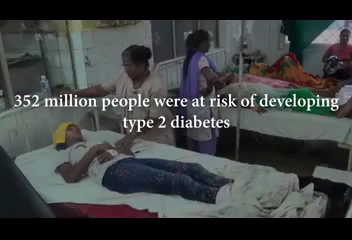 352 million people were at risk of developing
type 2 diabetes